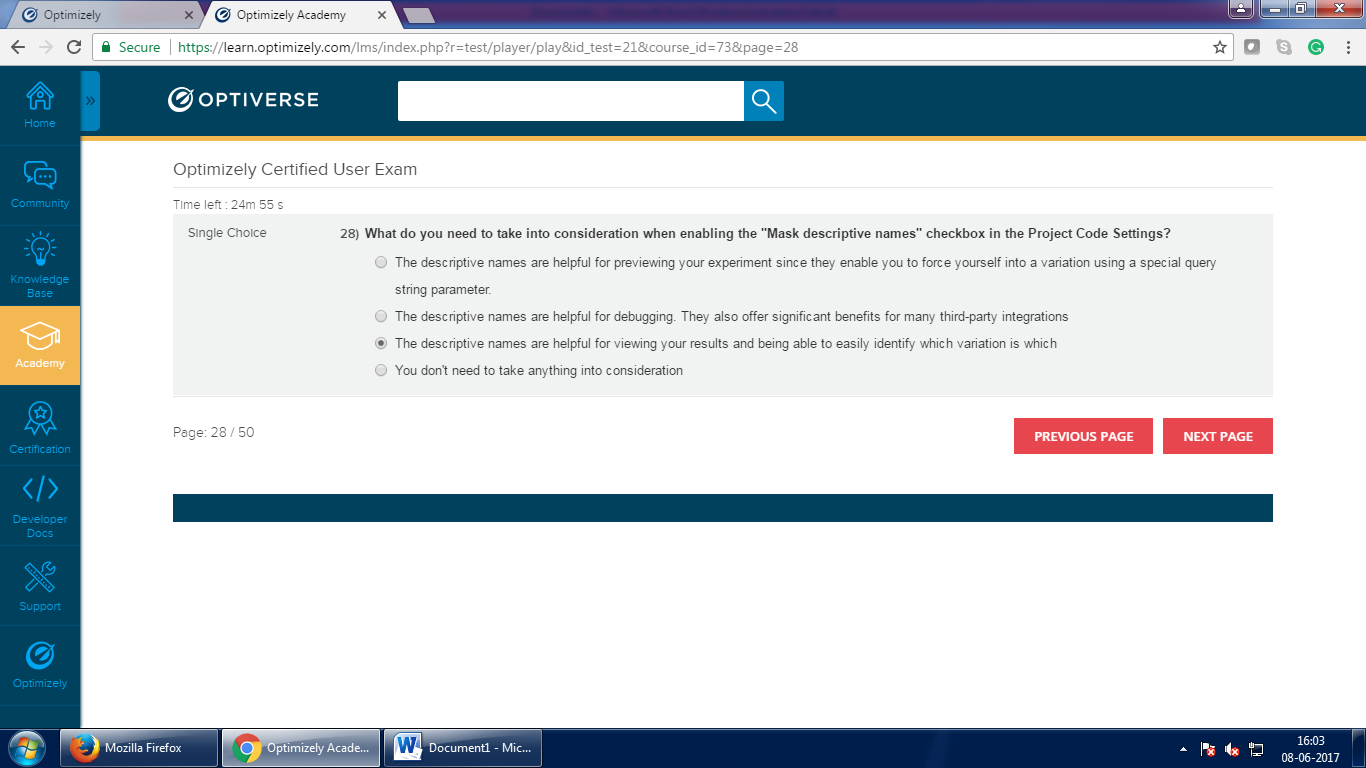 Optimizely
Optimizely Academy
Secure
https://learn.optimizely.com/lms/index.php?r=test/player/play&id_test=21&course_id=73&page=28
Home
Community
Knowledge
Base
Academy
Certification
Developer
Docs
Support
Optimizely
»
OPTIVERSE
Optimizely Certified User Exam
Time left : 24m 55 s
Single Choice
28) What do you need to take into consideration when enabling the "Mask descriptive names" checkbox in the Project Code Settings?
The descriptive names are helpful for previewing your experiment since they enable you to force yourself into a variation using a special query
string parameter.
The descriptive names are helpful for debugging. They also offer significant benefits for many third-party integrations
The descriptive names are helpful for viewing your results and being able to easily identify which variation is which
You don't need to take anything into consideration
Page: 28 / 50
PREVIOUS PAGE
NEXT PAGE
Mozilla Firefox
Optimizely Acade...
Document1 - Mic...
16:03
08-06-2017